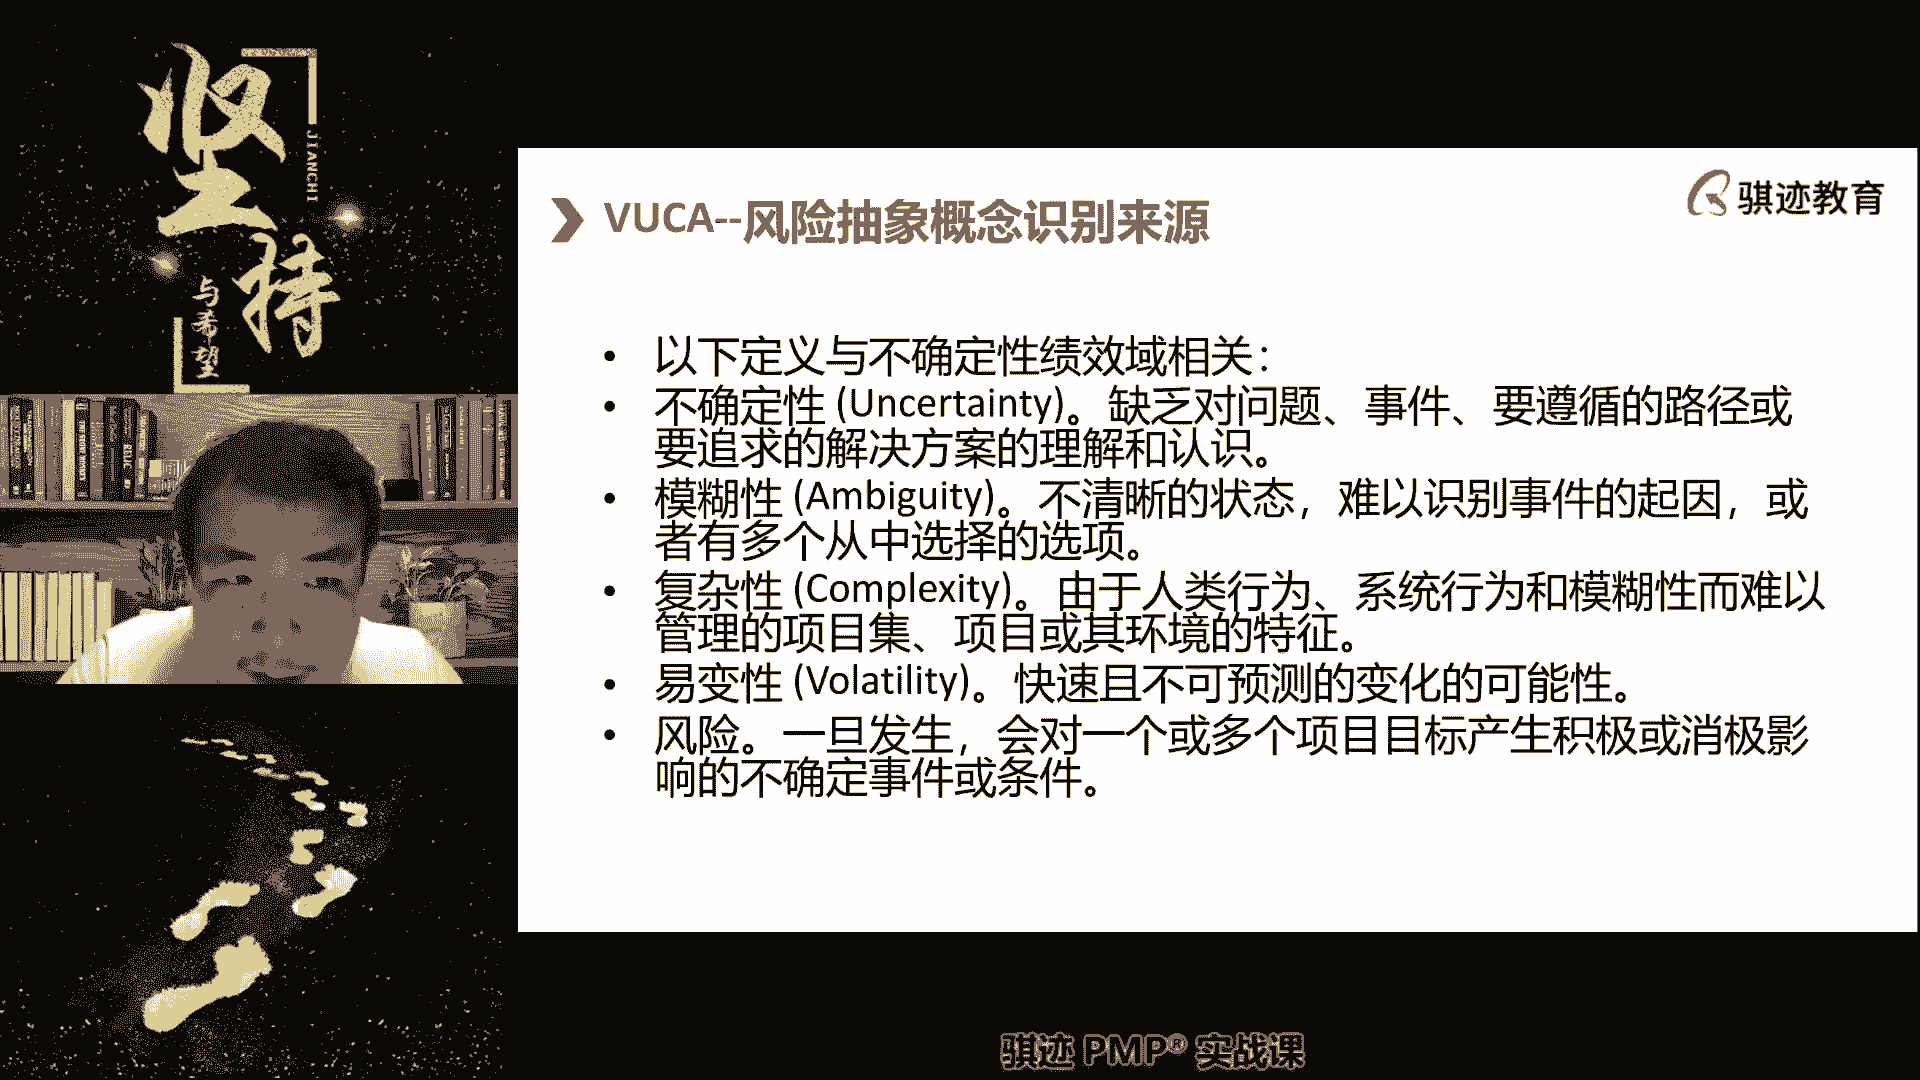 坚
持
JIANCHI
与希望
骐迹教育
VUCA--风险抽象概念识别来源
• 以下定义与不确定性绩效域相关：
• 不确定性 (Uncertainty)。缺乏对问题、事件、要遵循的路径或
要追求的解决方案的理解和认识。
• 模糊性 (Ambiguity)。不清晰的状态，难以识别事件的起因，或
者有多个从中选择的选项。
• 复杂性 (Complexity)。由于人类行为、系统行为和模糊性而难以
管理的项目集、项目或其环境的特征。
• 易变性 (Volatility)。快速且不可预测的变化的可能性。
• 风险。一旦发生，会对一个或多个项目目标产生积极或消极影
响的不确定事件或条件。
骐迹 PMP® 实战课